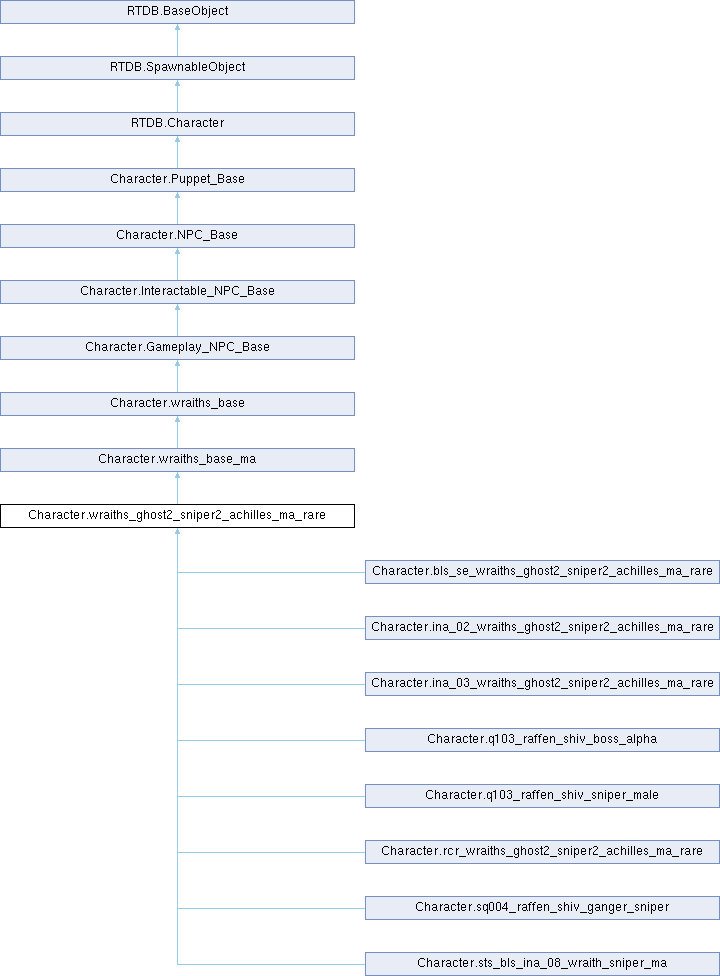 RTDB.BaseObject
RTDB.SpawnableObject
RTDB.Character
Character.Puppet_Base
Character.NPC_Base
Character.Interactable_NPC_Base
Character.Gameplay_NPC_Base
Character.wraiths_base
Character.wraiths_base_ma
Character.wraiths_ghost2_sniper2_achilles_ma_rare
Character.bls_se_wraiths_ghost2_sniper2_achilles_ma_rare
Character.ina_02_wraiths_ghost2_sniper2_achilles_ma_rare
Character.ina_03_wraiths_ghost2_sniper2_achilles_ma_rare
Character.q103_raffen_shiv_boss_alpha
Character.q103_raffen_shiv_sniper_male
Character.rcr_wraiths_ghost2_sniper2_achilles_ma_rare
Character.sq004_raffen_shiv_ganger_sniper
Character.sts_bls_ina_08_wraith_sniper_ma